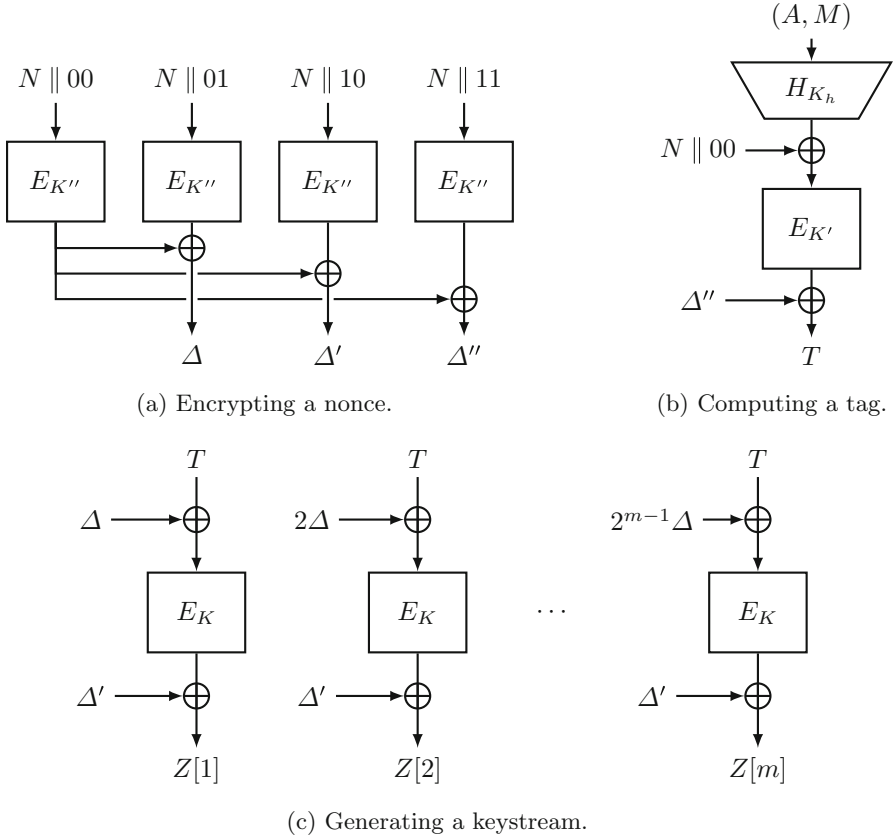 N ∥ 00 N ∥ 01 N ∥ 10 N ∥ 11
E_{K''} E_{K''} E_{K''} E_{K''}
Δ Δ' Δ''
(a) Encrypting a nonce.
(A, M)
H_{K_h}
N ∥ 00
E_{K'}
Δ''
T
(b) Computing a tag.
T T T
Δ 2Δ 2^{m−1}Δ
E_K E_K ··· E_K
Δ' Δ' Δ'
Z[1] Z[2] Z[m]
(c) Generating a keystream.